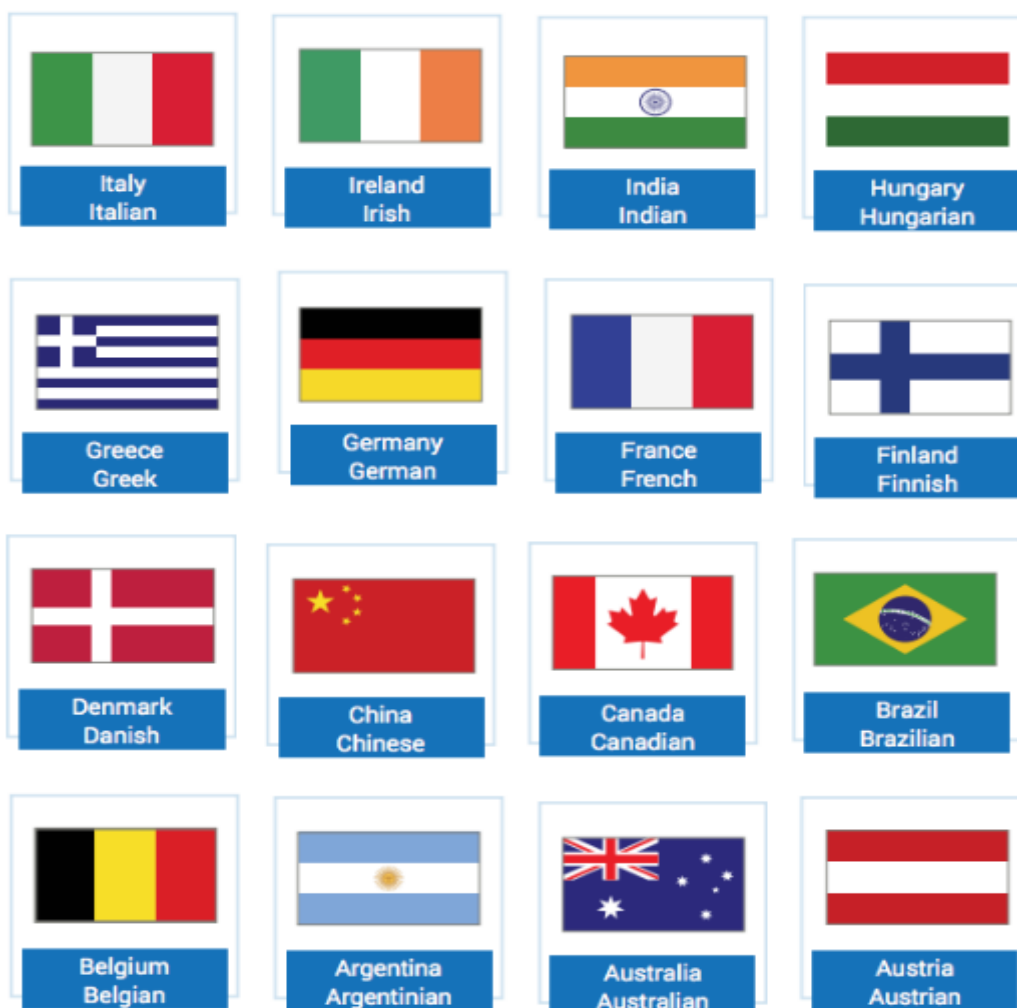 Italy
Italian
Ireland
Irish
India
Indian
Hungary
Hungarian
Greece
Greek
Germany
German
France
French
Finland
Finnish
Denmark
Danish
China
Chinese
Canada
Canadian
Brazil
Brazilian
Belgium
Belgian
Argentina
Argentinian
Australia
Australian
Austria
Austrian